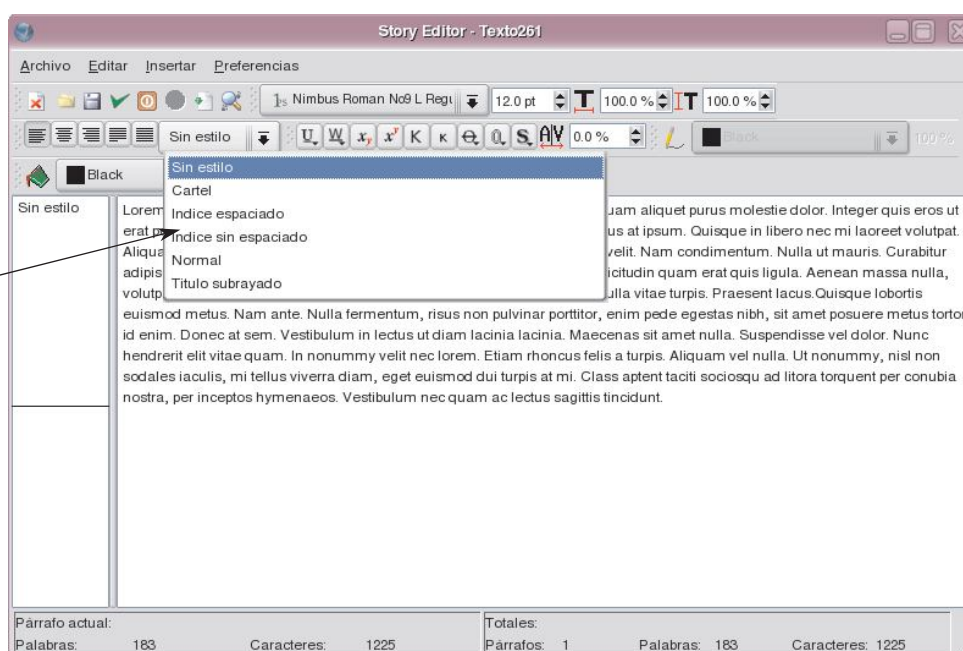 Story Editor - Texto261
Archivo Editar Insertar Preferencias
Nimbus Roman No9 L Regu 12.0 pt 100.0 % 100.0 %
Sin estilo 0.0 % Black 100 %
Black
Sin estilo
Cartel
Indice espaciado
Indice sin espaciado
Normal
Titulo subrayado
Sin estilo
Lorem uam aliquet purus molestie dolor. Integer quis eros ut
erat p us at ipsum. Quisque in libero nec mi laoreet volutpat.
Aliqua velit. Nam condimentum. Nulla ut mauris. Curabitur
adipis icitudin quam erat quis ligula. Aenean massa nulla,
volutp ulla vitae turpis. Praesent lacus.Quisque lobortis
euismod metus. Nam ante. Nulla fermentum, risus non pulvinar porttitor, enim pede egestas nibh, sit amet posuere metus tortor
id enim. Donec at sem. Vestibulum in lectus ut diam lacinia lacinia. Maecenas sit amet nulla. Suspendisse vel dolor. Nunc
hendrerit elit vitae quam. In nonummy velit nec lorem. Etiam rhoncus felis a turpis. Aliquam vel nulla. Ut nonummy, nisl non
sodales iaculis, mi tellus viverra diam, eget euismod dui turpis at mi. Class aptent taciti sociosqu ad litora torquent per conubia
nostra, per inceptos hymenaeos. Vestibulum nec quam ac lectus sagittis tincidunt.
Párrafo actual: Totales:
Palabras: 183 Caracteres: 1225 Párrafos: 1 Palabras: 183 Caracteres: 1225